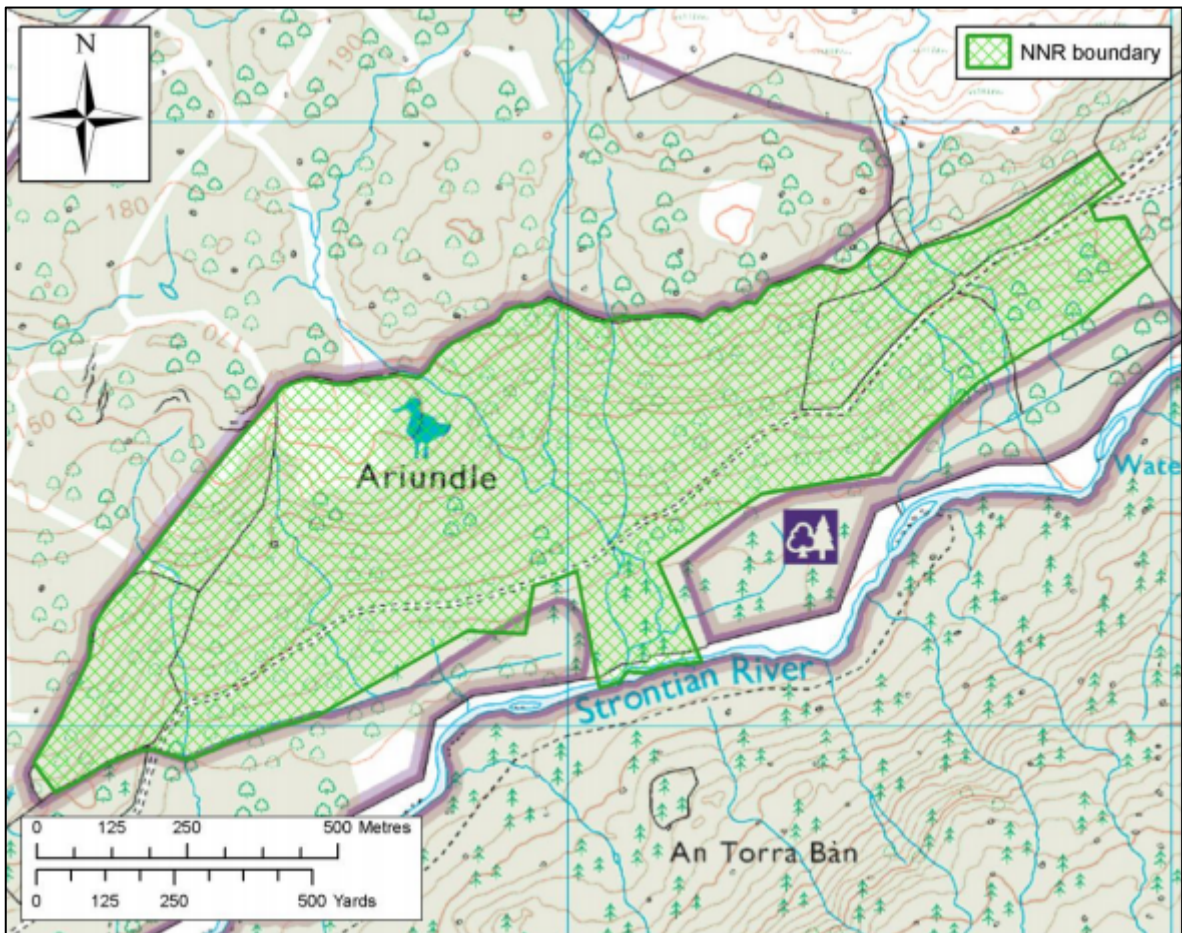 N
NNR boundary
190
180
170
150
Ariundle
Wate
Strontian River
An Torra Bàn
0 125 250 500 Metres
0 125 250 500 Yards